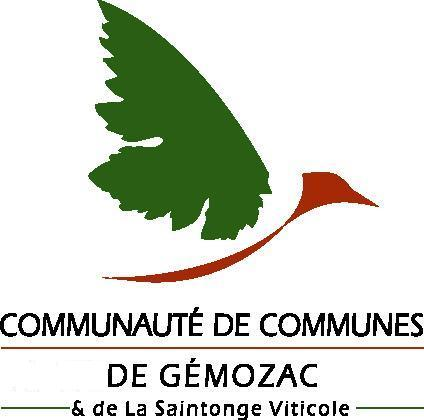 COMMUNAUTÉ DE COMMUNES
DE GÉMOZAC
& de La Saintonge Viticole